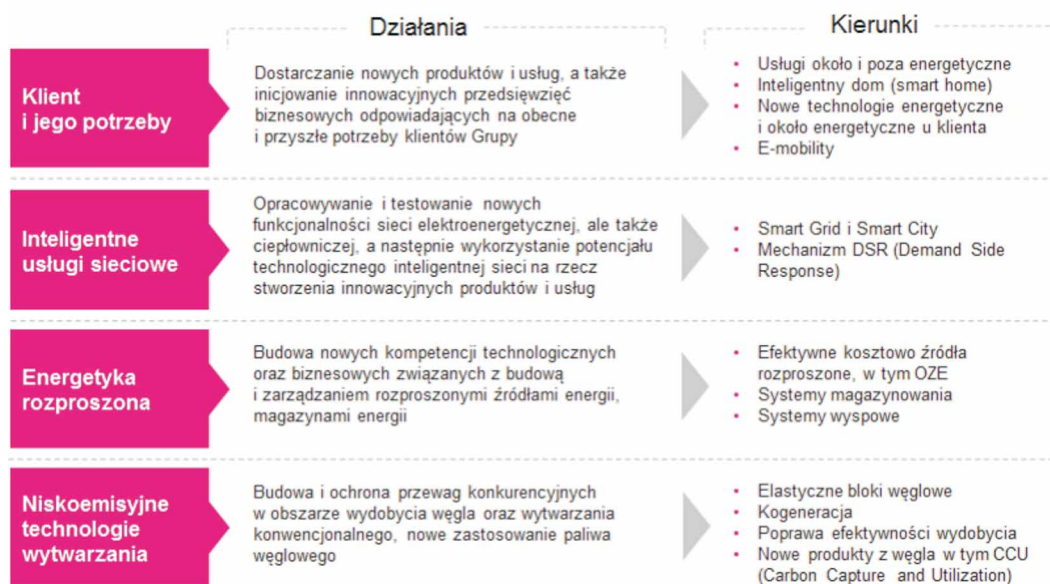 Działania
Kierunki
Klient
i jego potrzeby
Dostarczanie nowych produktów i usług, a także
inicjowanie innowacyjnych przedsięwzięć
biznesowych odpowiadających na obecne
i przyszłe potrzeby klientów Grupy
• Usługi około i poza energetyczne
• Inteligentny dom (smart home)
• Nowe technologie energetyczne
i około energetyczne u klienta
• E-mobility
Inteligentne
usługi sieciowe
Opracowywanie i testowanie nowych
funkcjonalności sieci elektroenergetycznej, ale także
ciepłowniczej, a następnie wykorzystanie potencjału
technologicznego inteligentnej sieci na rzecz
stworzenia innowacyjnych produktów i usług
• Smart Grid i Smart City
• Mechanizm DSR (Demand Side
Response)
Energetyka
rozproszona
Budowa nowych kompetencji technologicznych
oraz biznesowych związanych z budową
i zarządzaniem rozproszonymi źródłami energii,
magazynami energii
• Efektywne kosztowo źródła
rozproszone, w tym OZE
• Systemy magazynowania
• Systemy wyspowe
Niskoemisyjne
technologie
wytwarzania
Budowa i ochrona przewag konkurencyjnych
w obszarze wydobycia węgla oraz wytwarzania
konwencjonalnego, nowe zastosowanie paliwa
węglowego
• Elastyczne bloki węglowe
• Kogeneracja
• Poprawa efektywności wydobycia
• Nowe produkty z węgla w tym CCU
(Carbon Capture and Utilization)